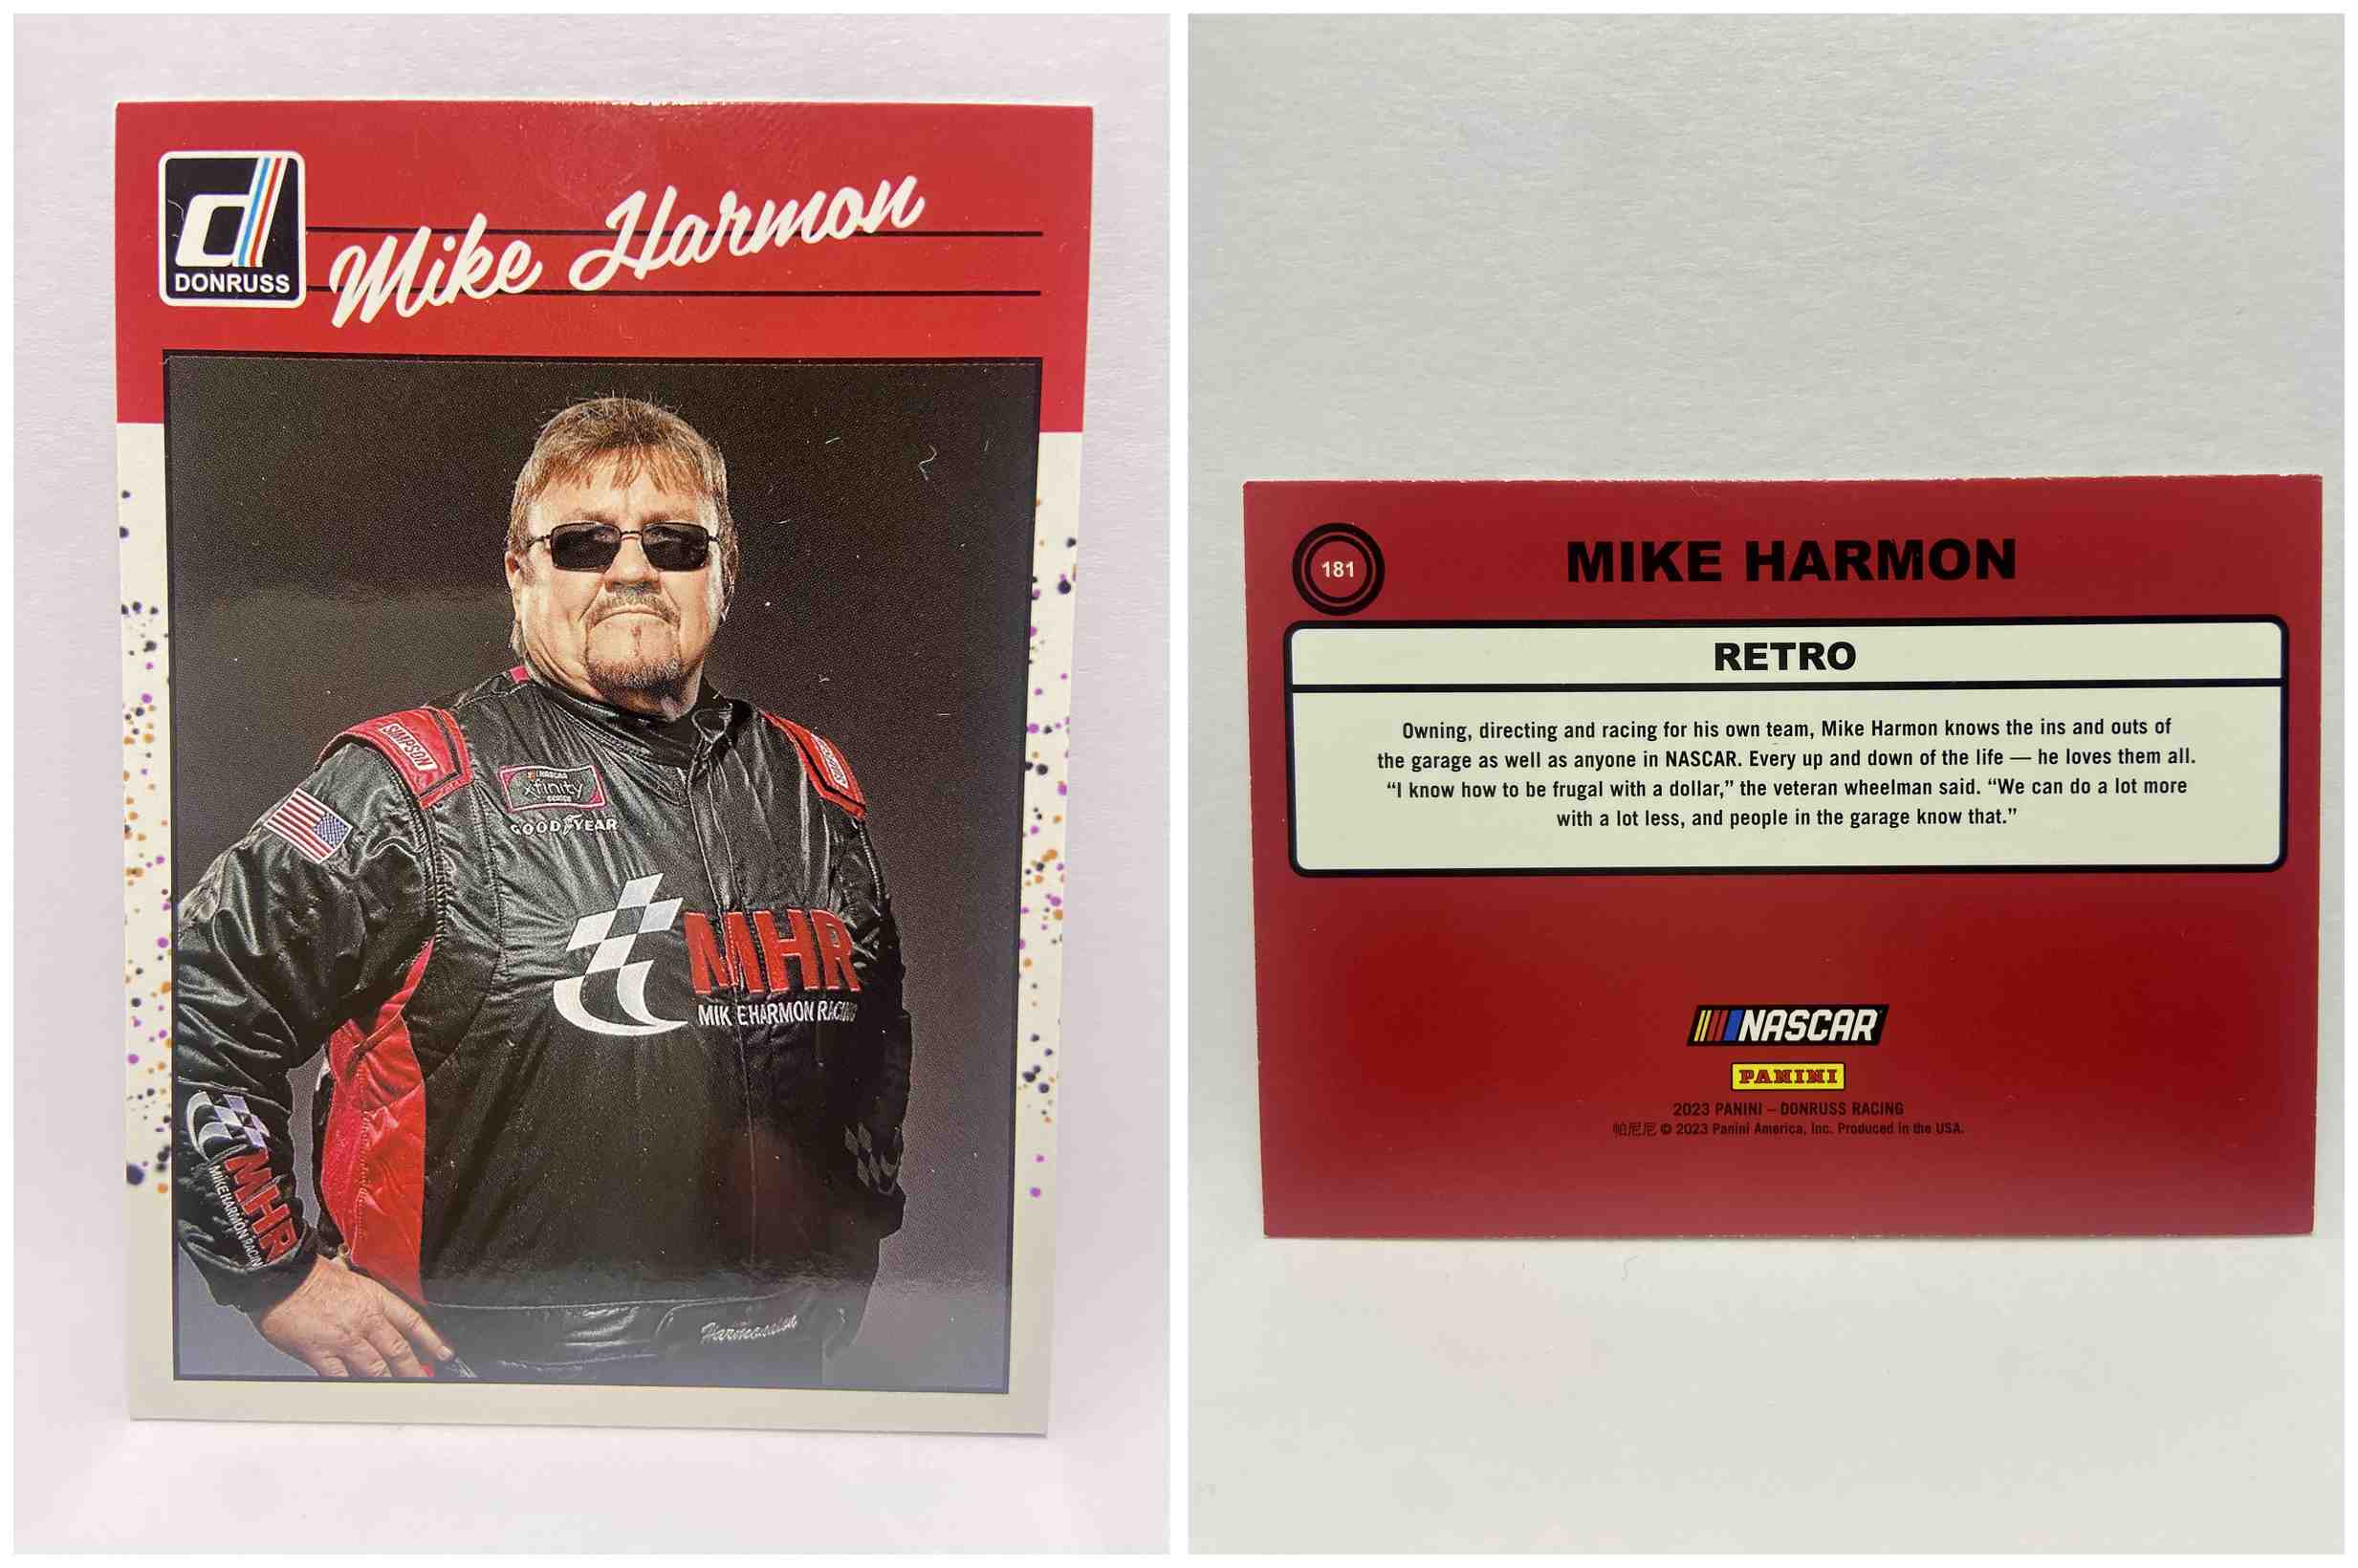 DONRUSS
Mike Harmon
SIMPSON
NASCAR
xfinity
SERIES
GOODYEAR
MHR
MIKE HARMON RACING
MHR
MIKE HARMON RACING
181
MIKE HARMON
RETRO
Owning, directing and racing for his own team, Mike Harmon knows the ins and outs of
the garage as well as anyone in NASCAR. Every up and down of the life — he loves them all.
“I know how to be frugal with a dollar,” the veteran wheelman said. “We can do a lot more
with a lot less, and people in the garage know that.”
NASCAR
PANINI
2023 PANINI – DONRUSS RACING
帕尼尼 © 2023 Panini America, Inc. Produced in the USA.